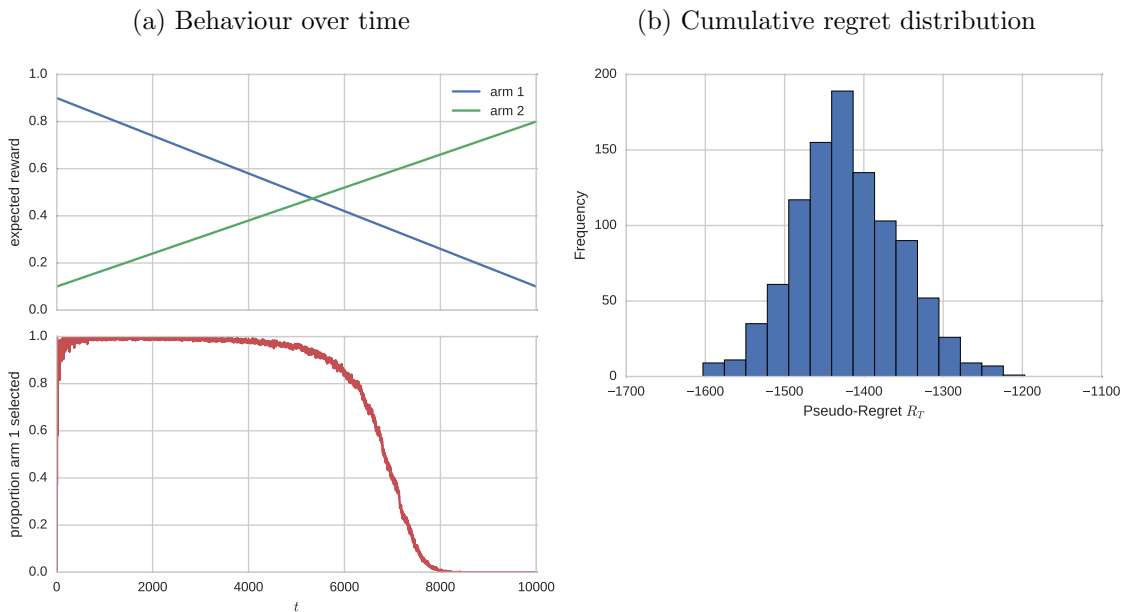 (a) Behaviour over time
1.0
0.8
0.6
0.4
0.2
0.0
expected reward
arm 1
arm 2
1.0
0.8
0.6
0.4
0.2
0.0
proportion arm 1 selected
0 2000 4000 6000 8000 10000
t
(b) Cumulative regret distribution
200
150
100
50
0
Frequency
−1700 −1600 −1500 −1400 −1300 −1200 −1100
Pseudo-Regret R_T